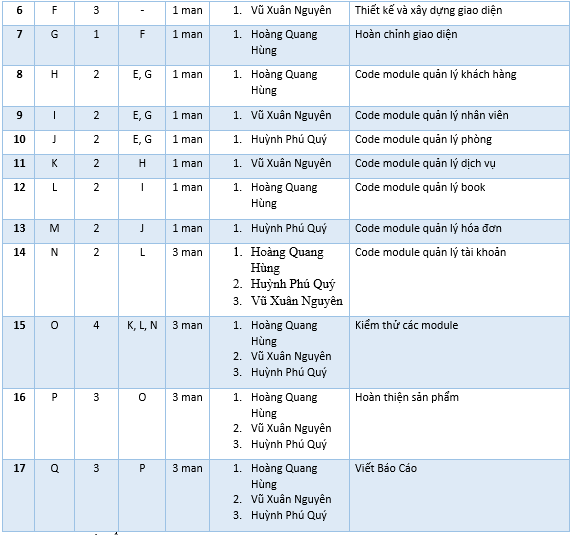 6 F 3 - 1 man 1. Vũ Xuân Nguyên Thiết kế và xây dựng giao diện
7 G 1 F 1 man 1. Hoàng Quang Hoàn chỉnh giao diện
Hùng
8 H 2 E, G 1 man 1. Hoàng Quang Code module quản lý khách hàng
Hùng
9 I 2 E, G 1 man 1. Vũ Xuân Nguyên Code module quản lý nhân viên
10 J 2 E, G 1 man 1. Huỳnh Phú Quý Code module quản lý phòng
11 K 2 H 1 man 1. Vũ Xuân Nguyên Code module quản lý dịch vụ
12 L 2 I 1 man 1. Hoàng Quang Code module quản lý book
Hùng
13 M 2 J 1 man 1. Huỳnh Phú Quý Code module quản lý hóa đơn
14 N 2 L 3 man 1. Hoàng Quang Code module quản lý tài khoản
Hùng
2. Huỳnh Phú Quý
3. Vũ Xuân Nguyên
15 O 4 K, L, N 3 man 1. Hoàng Quang Kiểm thử các module
Hùng
2. Vũ Xuân Nguyên
3. Huỳnh Phú Quý
16 P 3 O 3 man 1. Hoàng Quang Hoàn thiện sản phẩm
Hùng
2. Vũ Xuân Nguyên
3. Huỳnh Phú Quý
17 Q 3 P 3 man 1. Hoàng Quang Viết Báo Cáo
Hùng
2. Vũ Xuân Nguyên
3. Huỳnh Phú Quý